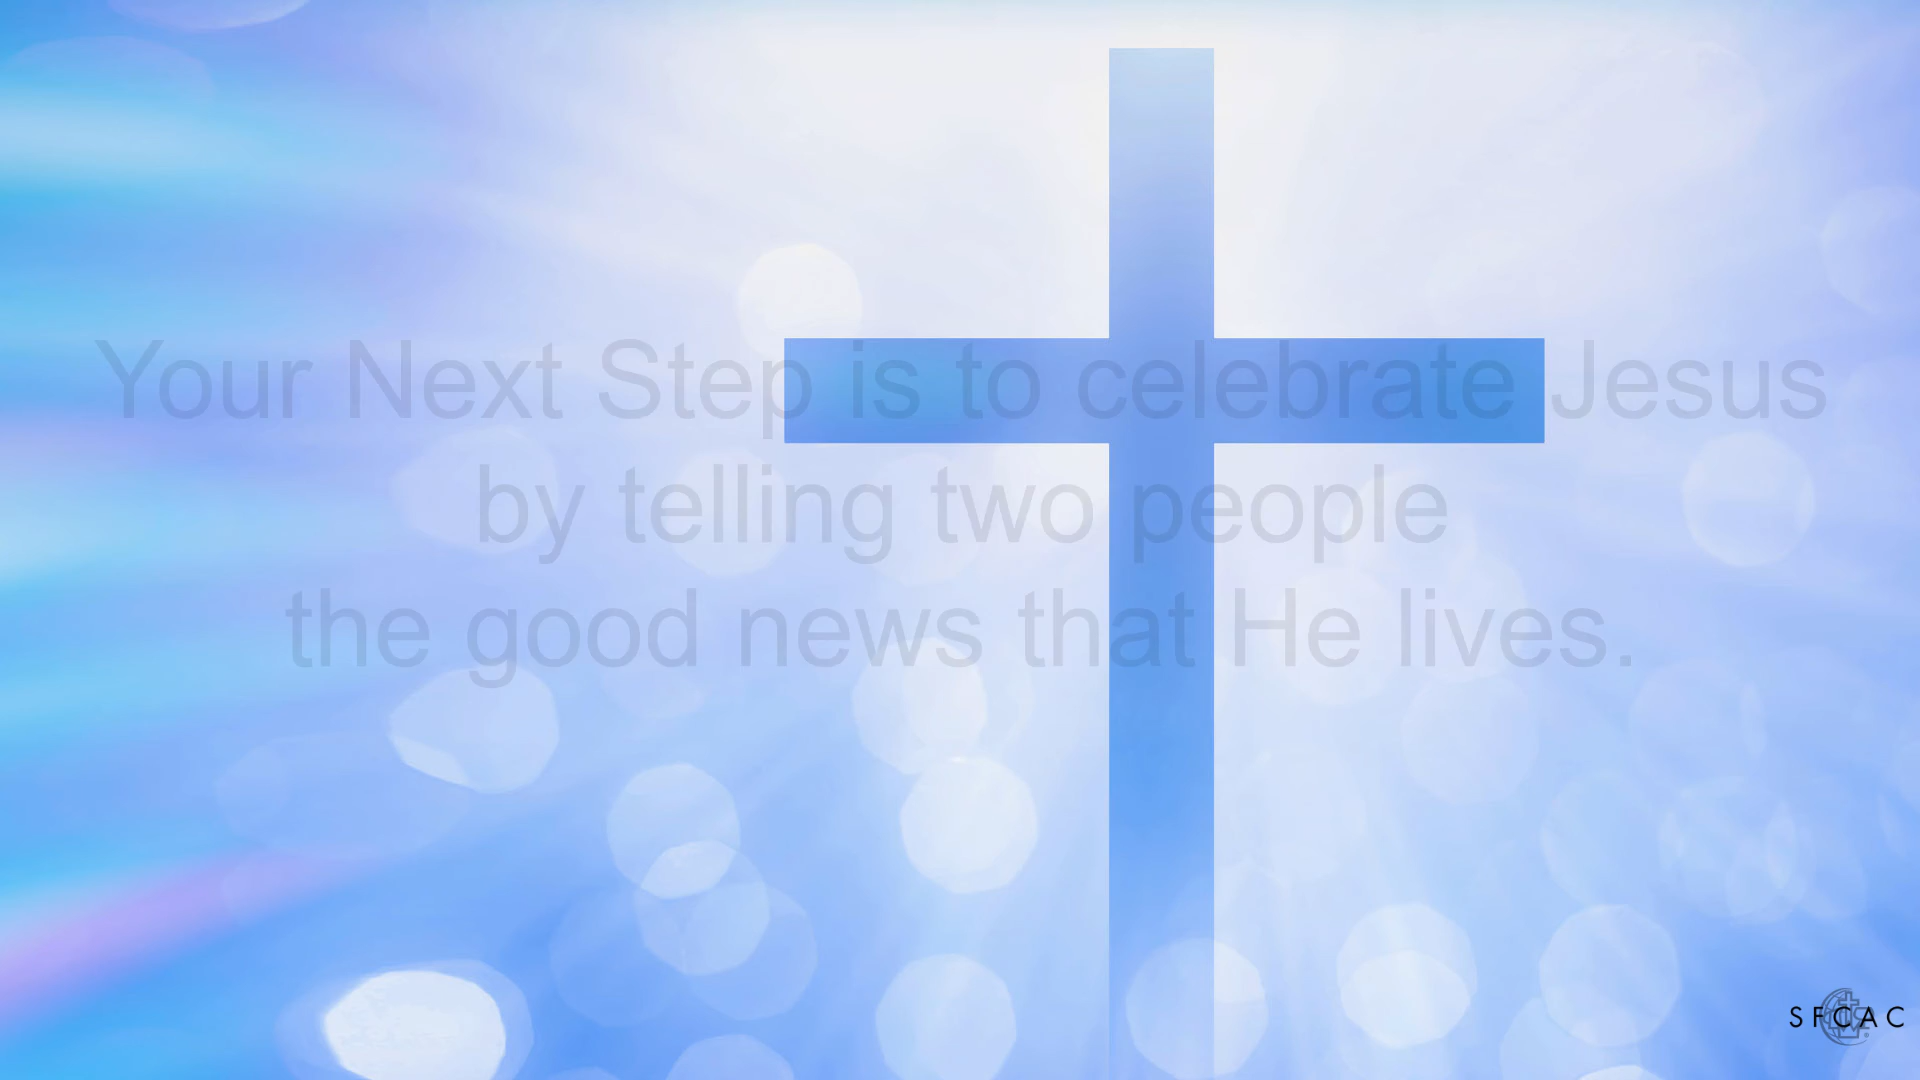 Your Next Step is to celebrate Jesus
by telling two people
the good news that He lives.
SFCAC